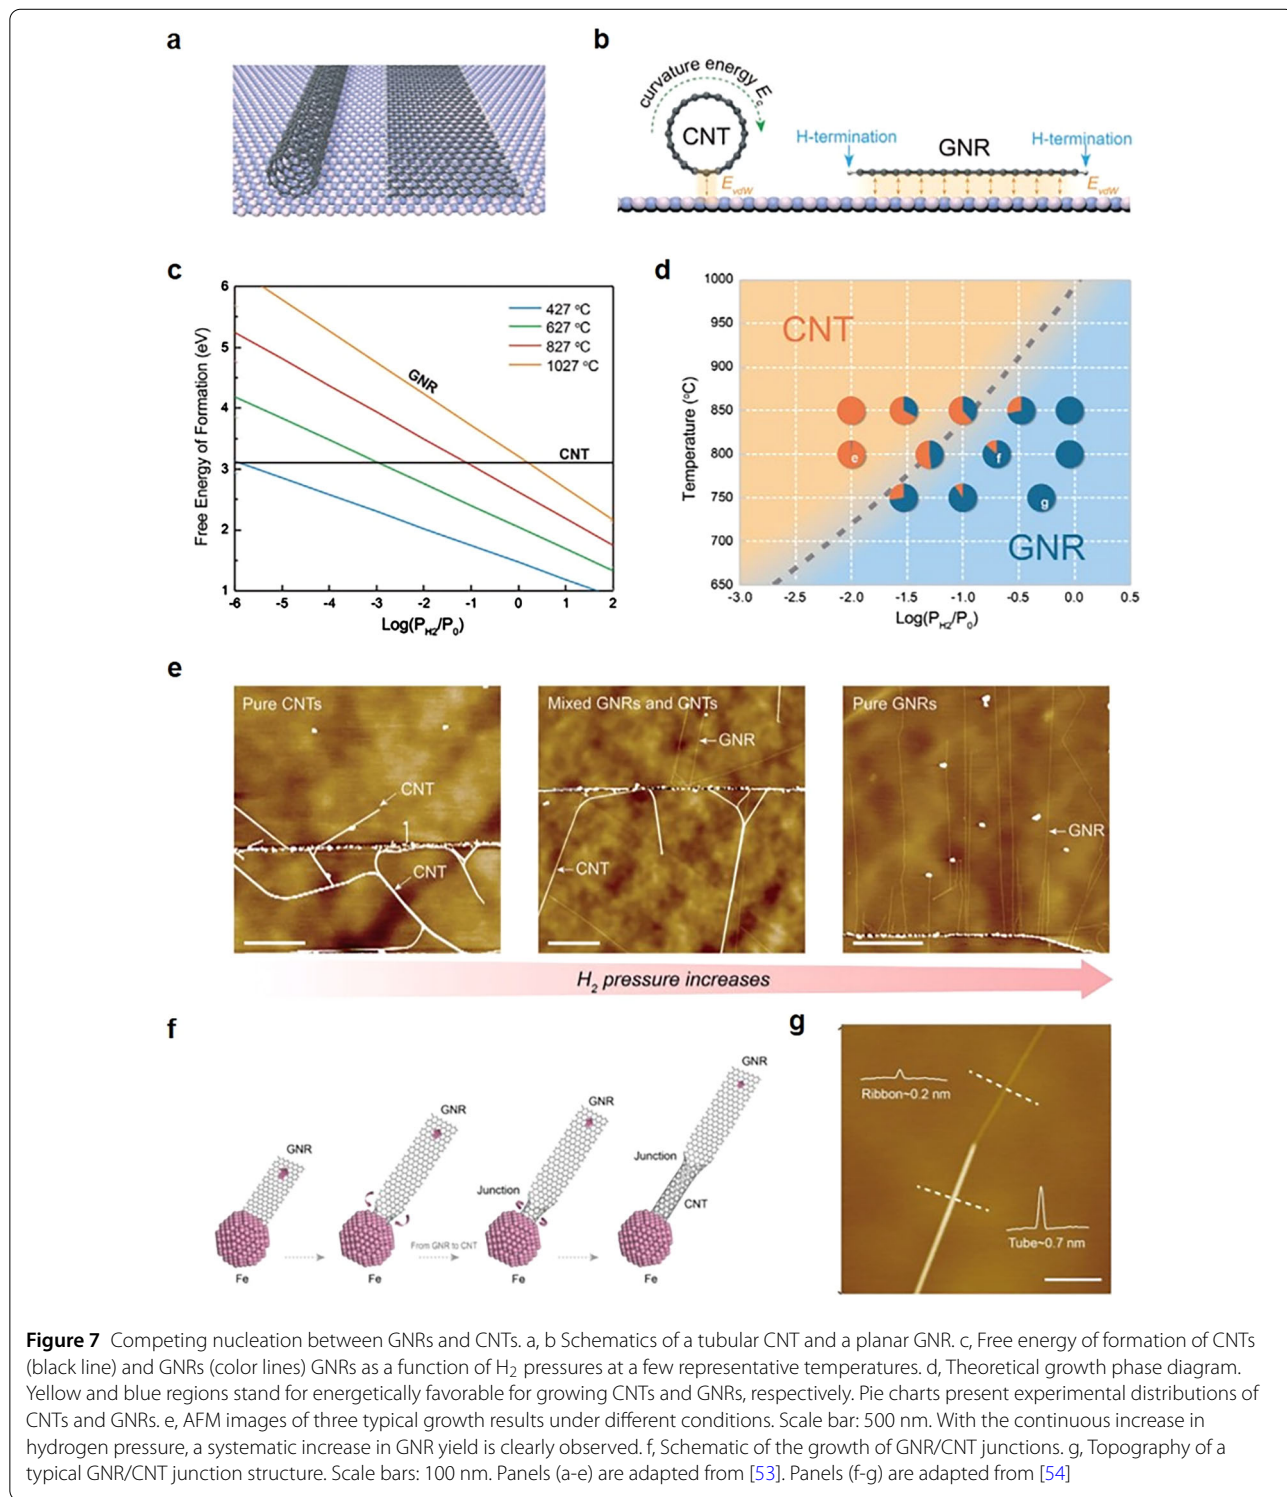 a
b
curvature energy E_c
CNT
E_vdW
H-termination
GNR
H-termination
E_vdW
c
Free Energy of Formation (eV)
6
5
4
3
2
1
427 °C
627 °C
827 °C
1027 °C
GNR
CNT
-6 -5 -4 -3 -2 -1 0 1 2
Log(P_H2/P_0)
d
Temperature (°C)
1000
950
900
850
800
750
700
650
CNT
e
f
g
GNR
-3.0 -2.5 -2.0 -1.5 -1.0 -0.5 0.0 0.5
Log(P_H2/P_0)
e
Pure CNTs
CNT
CNT
Mixed GNRs and CNTs
GNR
CNT
Pure GNRs
GNR
H2 pressure increases
f
GNR
Fe
GNR
Fe
From GNR to CNT
GNR
Junction
Fe
GNR
Junction
CNT
Fe
g
Ribbon~0.2 nm
Tube~0.7 nm
Figure 7 Competing nucleation between GNRs and CNTs. a, b Schematics of a tubular CNT and a planar GNR. c, Free energy of formation of CNTs
(black line) and GNRs (color lines) GNRs as a function of H2 pressures at a few representative temperatures. d, Theoretical growth phase diagram.
Yellow and blue regions stand for energetically favorable for growing CNTs and GNRs, respectively. Pie charts present experimental distributions of
CNTs and GNRs. e, AFM images of three typical growth results under different conditions. Scale bar: 500 nm. With the continuous increase in
hydrogen pressure, a systematic increase in GNR yield is clearly observed. f, Schematic of the growth of GNR/CNT junctions. g, Topography of a
typical GNR/CNT junction structure. Scale bars: 100 nm. Panels (a-e) are adapted from [53]. Panels (f-g) are adapted from [54]